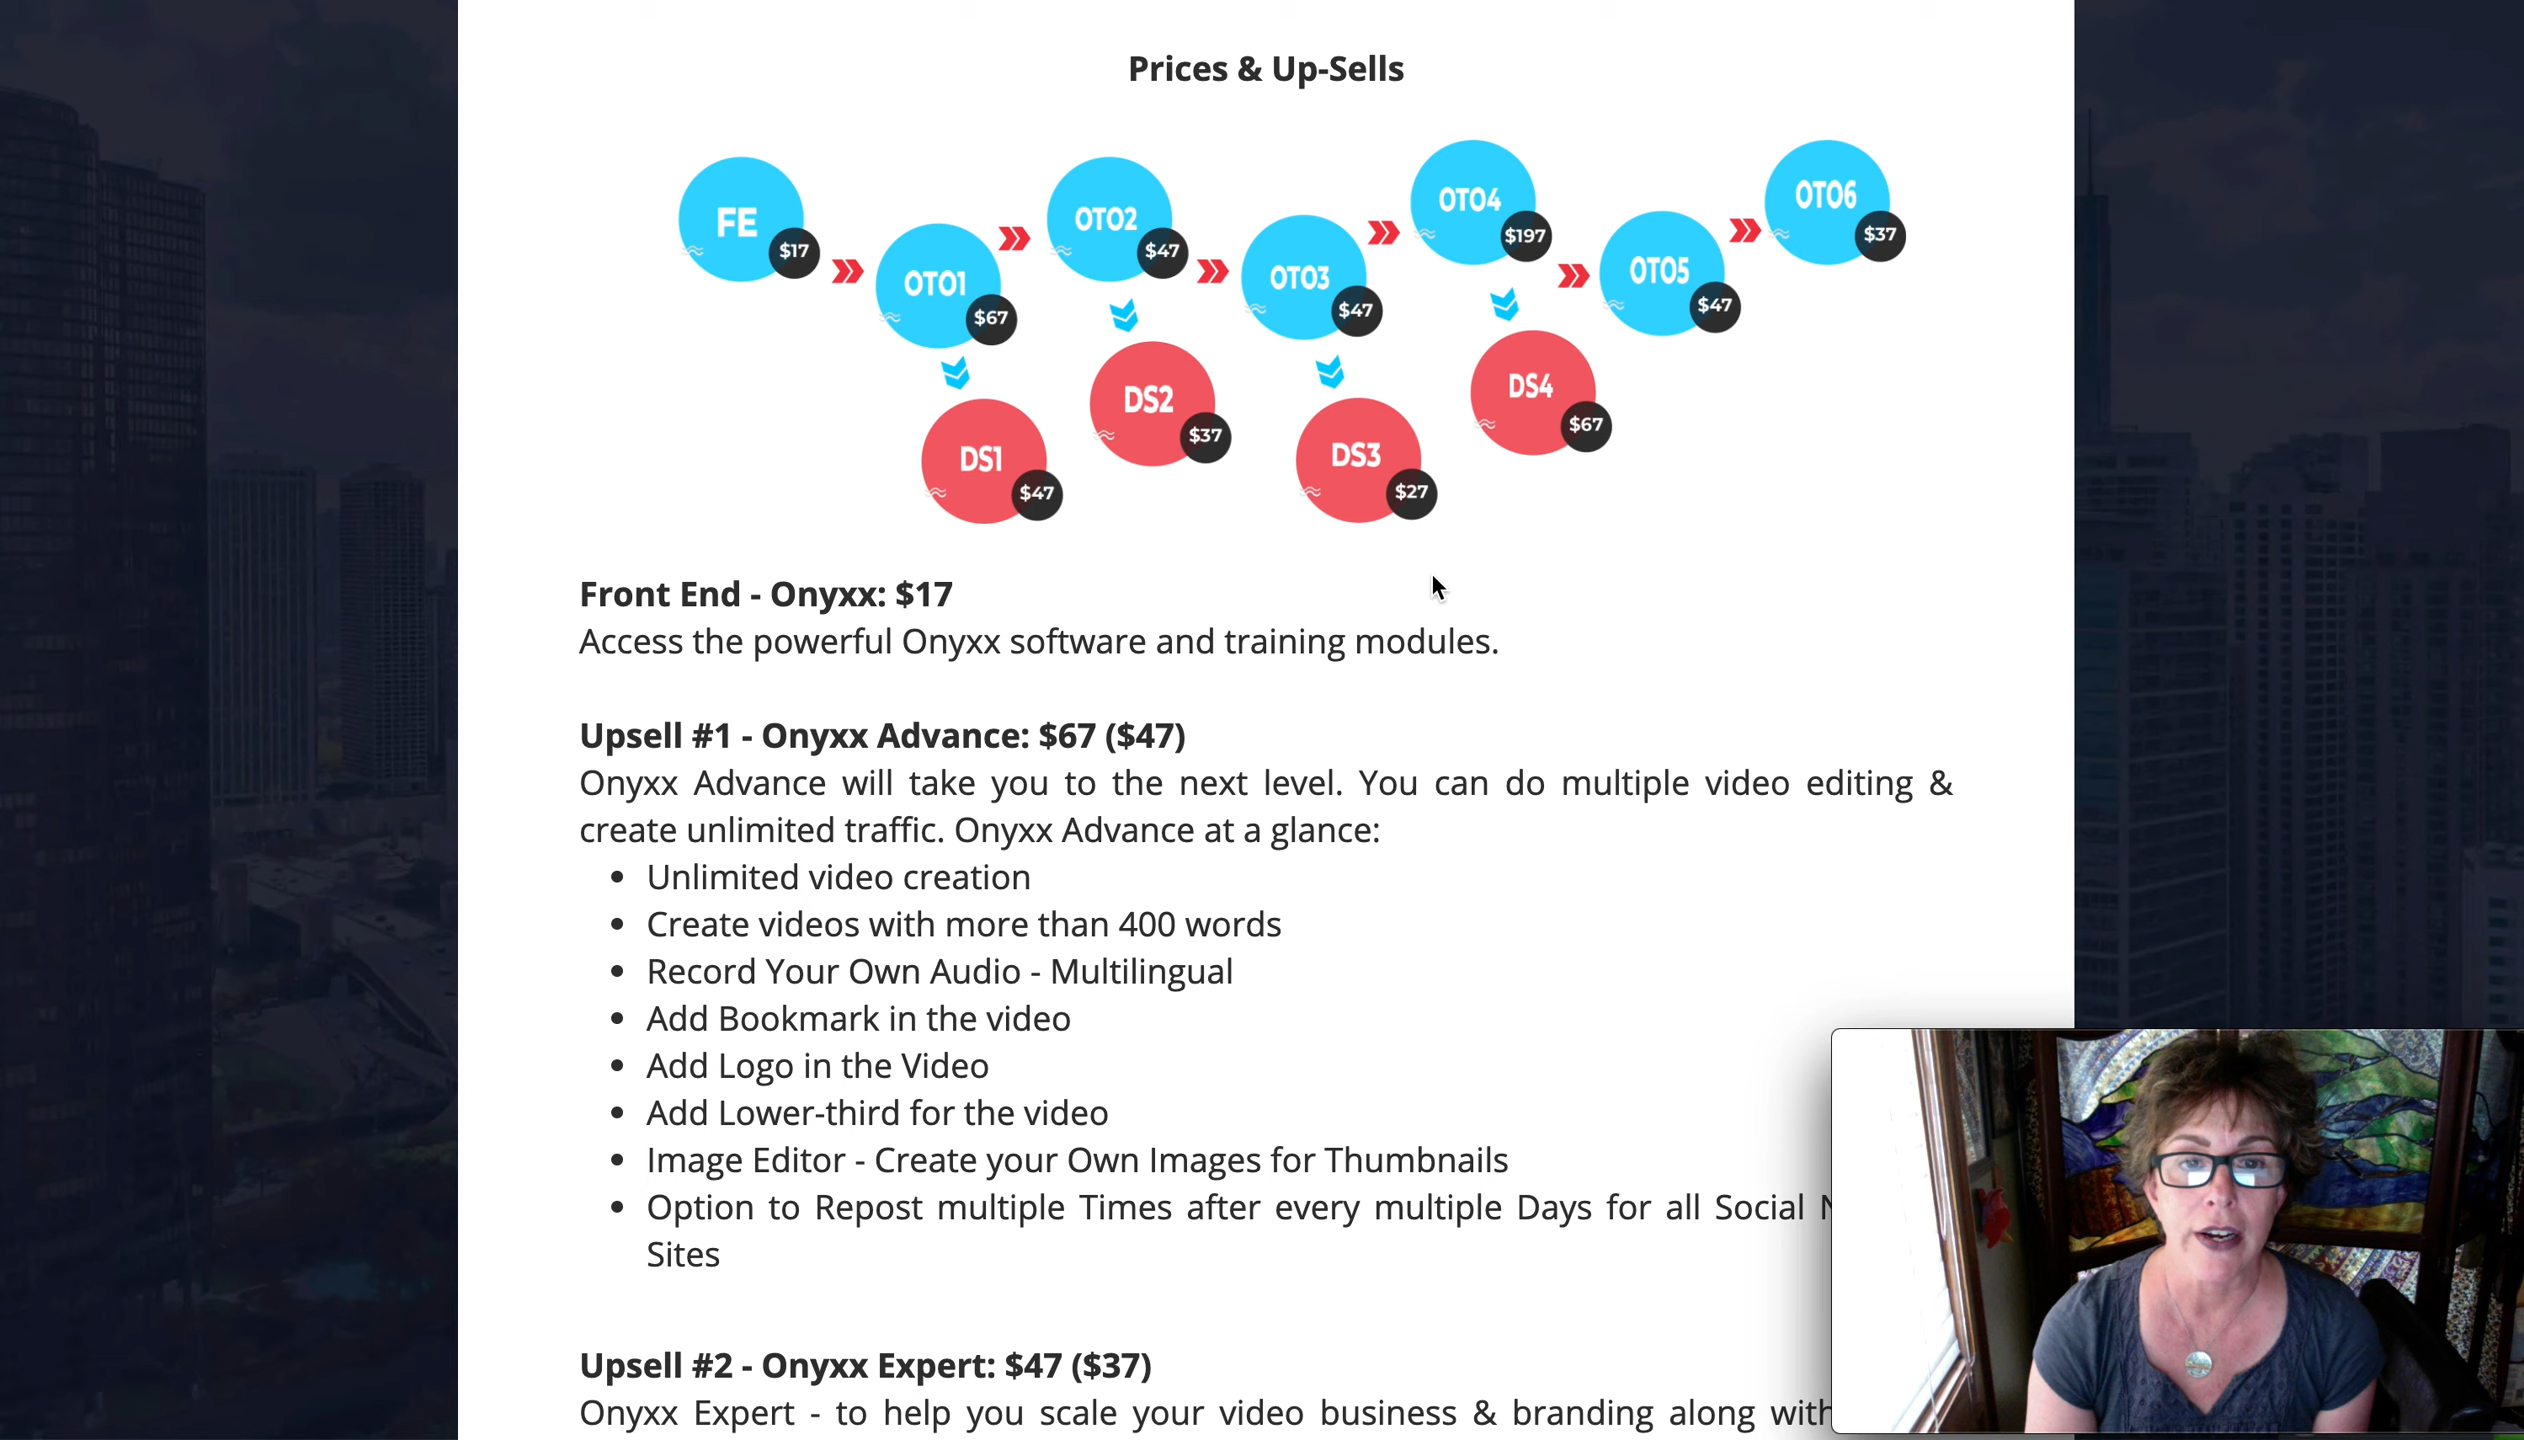 Prices & Up-Sells
FE
$17
OTO1
$67
OTO2
$47
OTO3
$47
OTO4
$197
OTO5
$47
OTO6
$37
DS1
$47
DS2
$37
DS3
$27
DS4
$67
Front End - Onyxx: $17
Access the powerful Onyxx software and training modules.
Upsell #1 - Onyxx Advance: $67 ($47)
Onyxx Advance will take you to the next level. You can do multiple video editing &
create unlimited traffic. Onyxx Advance at a glance:
• Unlimited video creation
• Create videos with more than 400 words
• Record Your Own Audio - Multilingual
• Add Bookmark in the video
• Add Logo in the Video
• Add Lower-third for the video
• Image Editor - Create your Own Images for Thumbnails
• Option to Repost multiple Times after every multiple Days for all Social
Sites
Upsell #2 - Onyxx Expert: $47 ($37)
Onyxx Expert - to help you scale your video business & branding along with